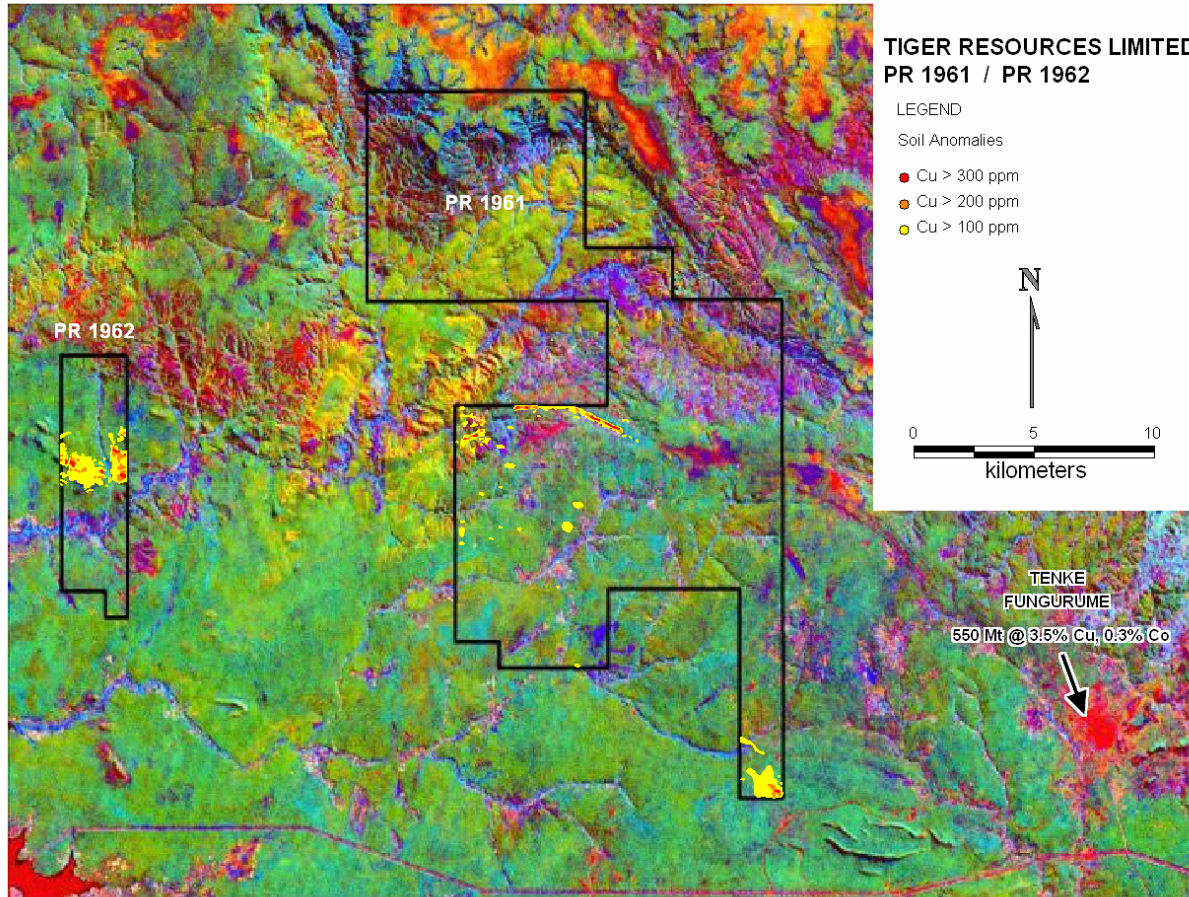 TIGER RESOURCES LIMITED
PR 1961 / PR 1962
LEGEND
Soil Anomalies
Cu > 300 ppm
Cu > 200 ppm
Cu > 100 ppm
N
0 5 10
kilometers
PR 1961
PR 1962
TENKE
FUNGURUME
550 Mt @ 3.5% Cu, 0.3% Co